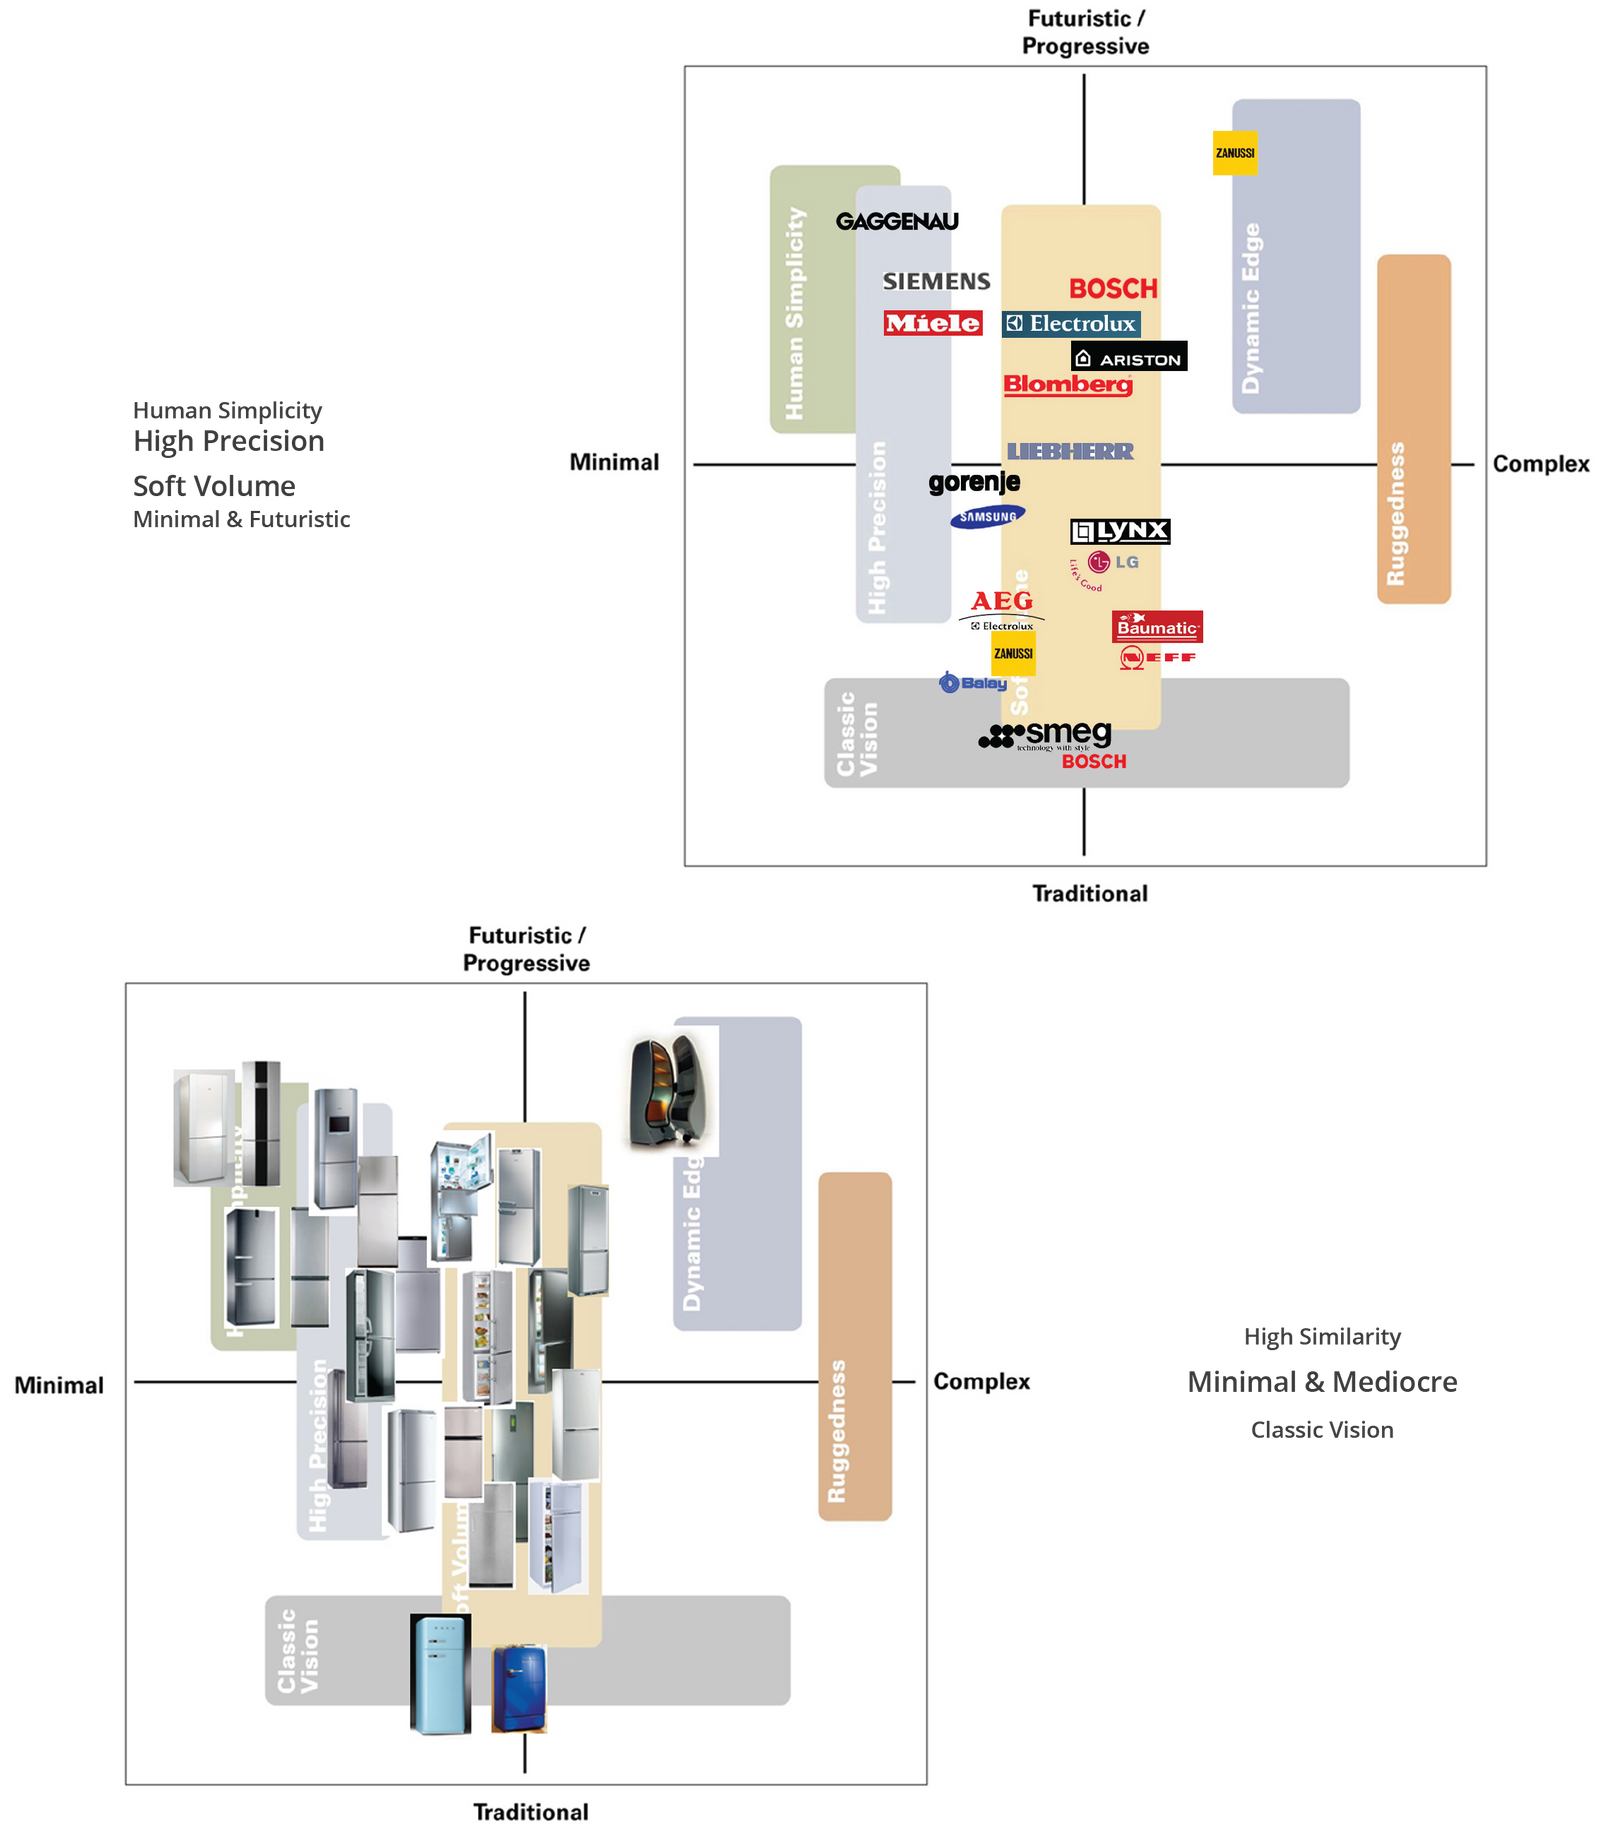 Futuristic /
Progressive
ZANUSSI
Human Simplicity
GAGGENAU
SIEMENS
Miele
BOSCH
Electrolux
ARISTON
Blomberg
Dynamic Edge
Human Simplicity
High Precision
Soft Volume
Minimal & Futuristic
Minimal
Complex
LIEBHERR
gorenje
SAMSUNG
High Precision
LYNX
LG
Life's Good
Ruggedness
AEG
Electrolux
ZANUSSI
Balay
Baumatic
NEFF
Classic
Vision
smeg
technology with style
BOSCH
Traditional
Futuristic /
Progressive
Dynamic Edg
Minimal
Complex
High Precision
Ruggedness
High Similarity
Minimal & Mediocre
Classic Vision
oft Volum
Classic
Vision
Traditional